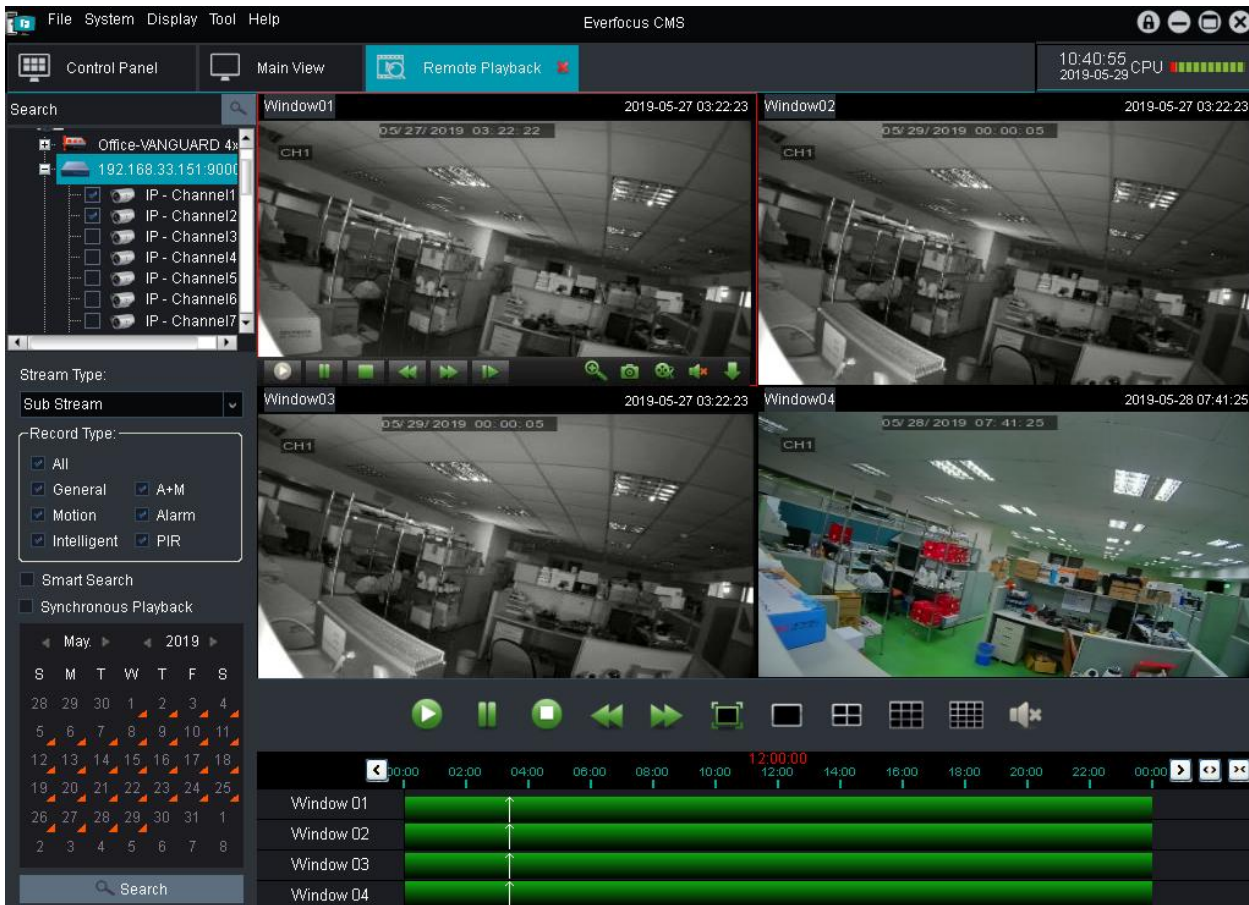 File System Display Tool Help
Everfocus CMS
Control Panel
Main View
Remote Playback
10:40:55
2019-05-29
CPU
Search
Office-VANGUARD 4x
192.168.33.151:9000
IP - Channel1
IP - Channel2
IP - Channel3
IP - Channel4
IP - Channel5
IP - Channel6
IP - Channel7
Stream Type:
Sub Stream
Record Type:
All
General A+M
Motion Alarm
Intelligent PIR
Smart Search
Synchronous Playback
May. 2019
S M T W T F S
28 29 30 1 2 3 4
5 6 7 8 9 10 11
12 13 14 15 16 17 18
19 20 21 22 23 24 25
26 27 28 29 30 31 1
2 3 4 5 6 7 8
Search
Window01 2019-05-27 03:22:23
05/27/2019 03:22:22
CH1
Window02 2019-05-27 03:22:23
05/29/2019 00:00:05
CH1
Window03 2019-05-27 03:22:23
05/29/2019 00:00:05
CH1
Window04 2019-05-28 07:41:25
05/28/2019 07:41:25
CH1
12:00:00
00:00 02:00 04:00 06:00 08:00 10:00 12:00 14:00 16:00 18:00 20:00 22:00 00:00
Window 01
Window 02
Window 03
Window 04